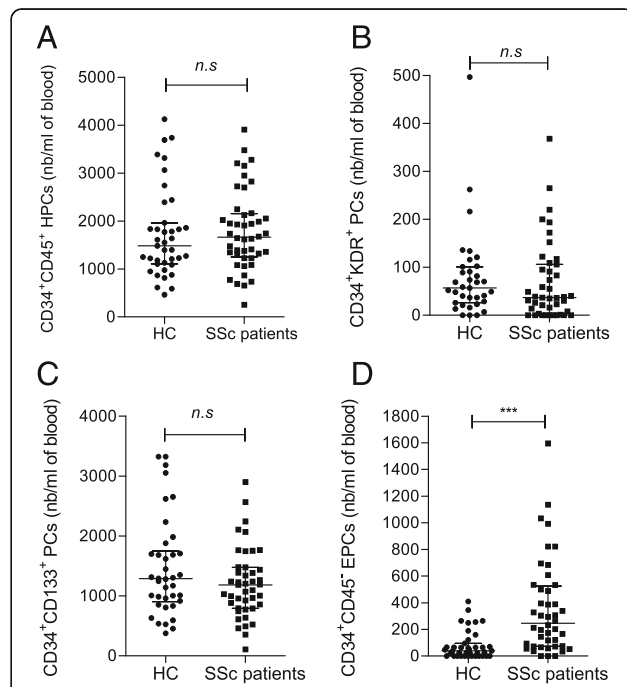 A
n.s
5000
4000
3000
2000
1000
0
CD34+CD45+ HPCs (nb/ml of blood)
HC
SSc patients
B
n.s
500
400
300
200
100
0
CD34+KDR+ PCs (nb/ml of blood)
HC
SSc patients
C
n.s
4000
3000
2000
1000
0
CD34+CD133+ PCs (nb/ml of blood)
HC
SSc patients
D
***
1800
1600
1400
1200
1000
800
600
400
200
0
CD34+CD45- EPCs (nb/ml of blood)
HC
SSc patients